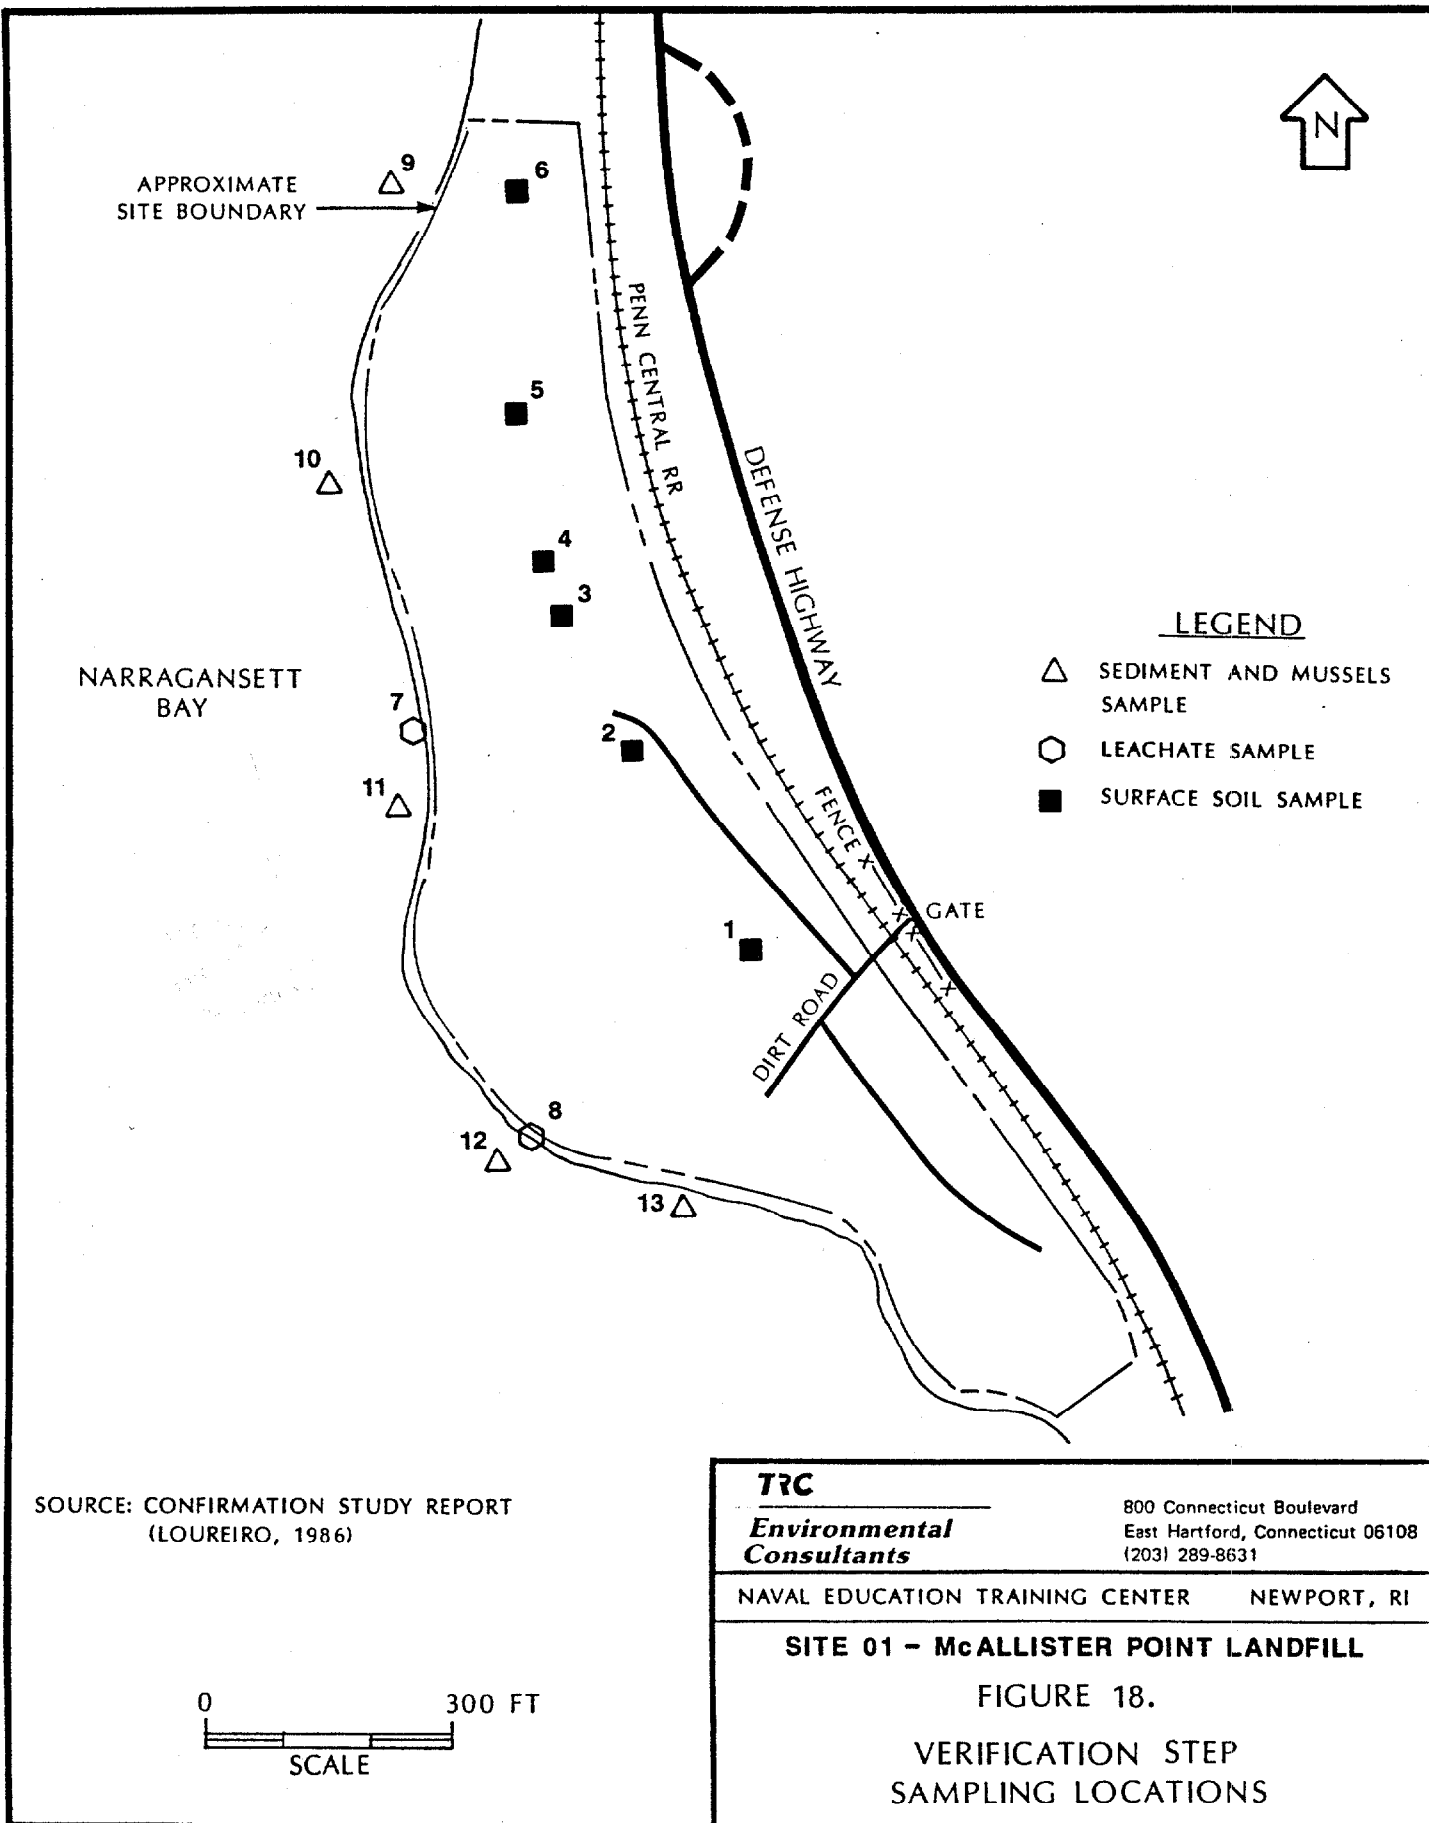 N
9
6
APPROXIMATE
SITE BOUNDARY
PENN CENTRAL RR
5
10
DEFENSE HIGHWAY
4
3
LEGEND
SEDIMENT AND MUSSELS
SAMPLE
LEACHATE SAMPLE
SURFACE SOIL SAMPLE
NARRAGANSETT
BAY
7
2
11
FENCE
GATE
1
DIRT ROAD
8
12
13
SOURCE: CONFIRMATION STUDY REPORT
(LOUREIRO, 1986)
0 300 FT
SCALE
TRC
Environmental
Consultants
800 Connecticut Boulevard
East Hartford, Connecticut 06108
(203) 289-8631
NAVAL EDUCATION TRAINING CENTER NEWPORT, RI
SITE 01 - McALLISTER POINT LANDFILL
FIGURE 18.
VERIFICATION STEP
SAMPLING LOCATIONS